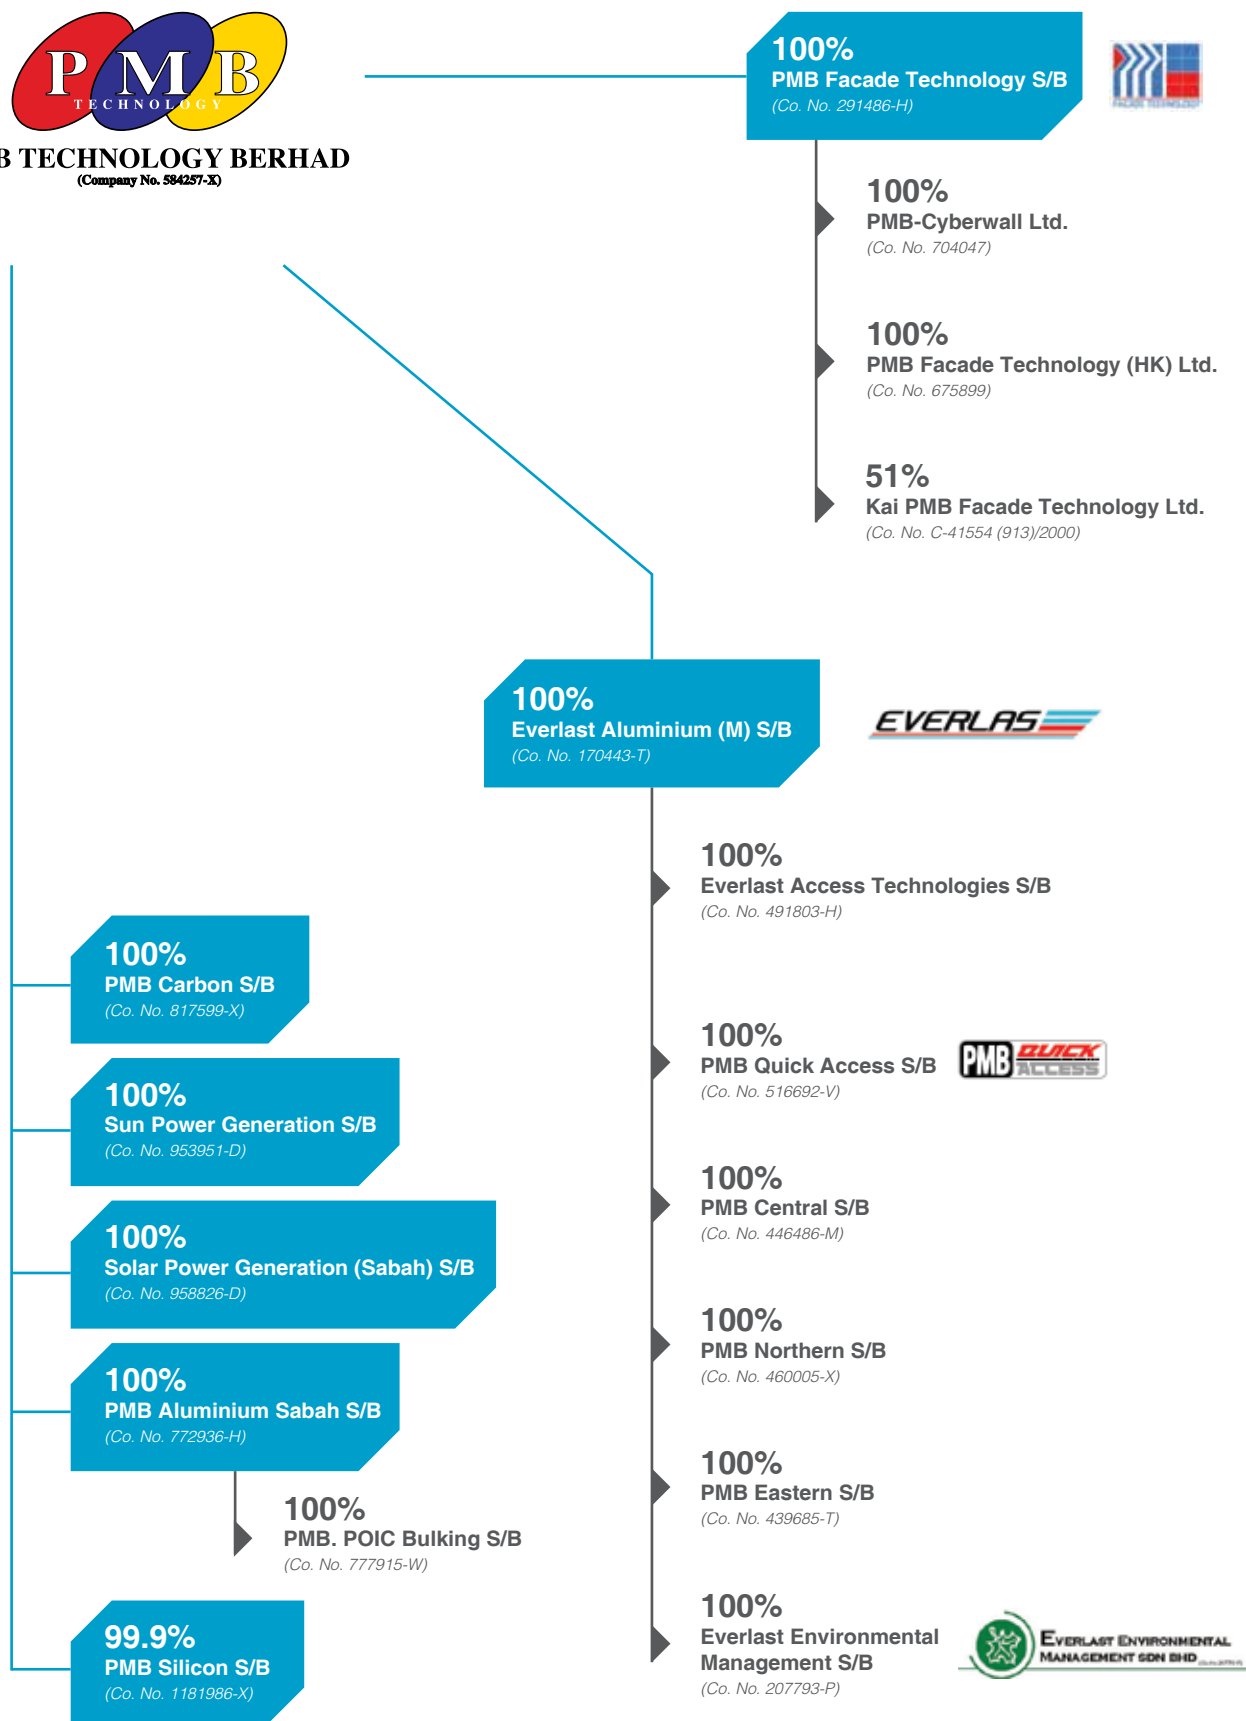 PMB
TECHNOLOGY
B TECHNOLOGY BERHAD
(Company No. 584257-X)
100%
PMB Facade Technology S/B
(Co. No. 291486-H)
FACADE TECHNOLOGY
100%
PMB-Cyberwall Ltd.
(Co. No. 704047)
100%
PMB Facade Technology (HK) Ltd.
(Co. No. 675899)
51%
Kai PMB Facade Technology Ltd.
(Co. No. C-41554 (913)/2000)
100%
Everlast Aluminium (M) S/B
(Co. No. 170443-T)
EVERLAS
100%
Everlast Access Technologies S/B
(Co. No. 491803-H)
100%
PMB Quick Access S/B
(Co. No. 516692-V)
PMB QUICK
ACCESS
100%
PMB Central S/B
(Co. No. 446486-M)
100%
PMB Northern S/B
(Co. No. 460005-X)
100%
PMB Eastern S/B
(Co. No. 439685-T)
100%
Everlast Environmental
Management S/B
(Co. No. 207793-P)
EVERLAST ENVIRONMENTAL
MANAGEMENT SDN BHD
100%
PMB Carbon S/B
(Co. No. 817599-X)
100%
Sun Power Generation S/B
(Co. No. 953951-D)
100%
Solar Power Generation (Sabah) S/B
(Co. No. 958826-D)
100%
PMB Aluminium Sabah S/B
(Co. No. 772936-H)
100%
PMB. POIC Bulking S/B
(Co. No. 777915-W)
99.9%
PMB Silicon S/B
(Co. No. 1181986-X)